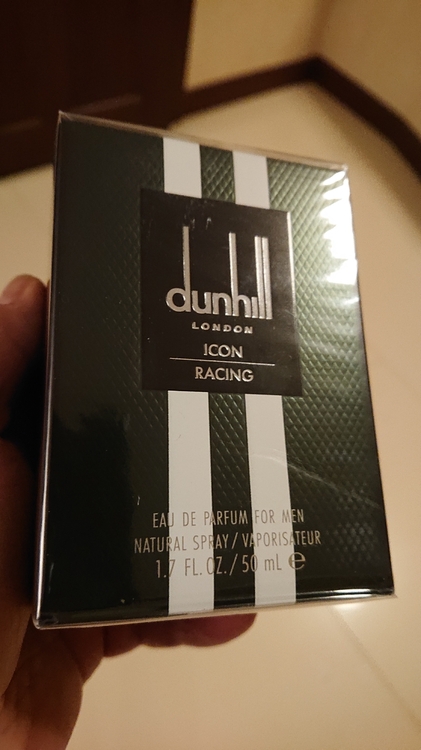 dunhill
LONDON
ICON
RACING
EAU DE PARFUM FOR MEN
NATURAL SPRAY / VAPORISATEUR
1.7 FL. OZ. / 50 mL ℮